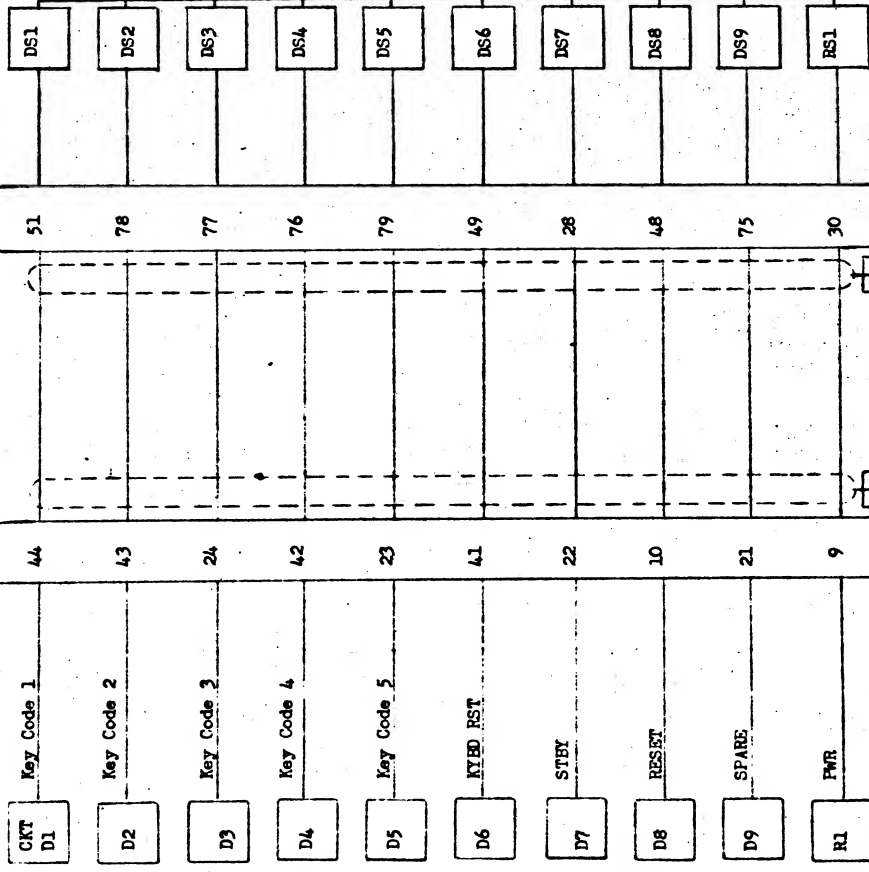 CKT
D1
Key Code 1
44
51
DS1
D2
Key Code 2
43
78
DS2
D3
Key Code 3
24
77
DS3
D4
Key Code 4
42
76
DS4
D5
Key Code 5
23
79
DS5
D6
KYBD RST
41
49
DS6
D7
STBY
22
28
DS7
D8
RESET
10
48
DS8
D9
SPARE
21
75
DS9
R1
PWR
9
30
RS1